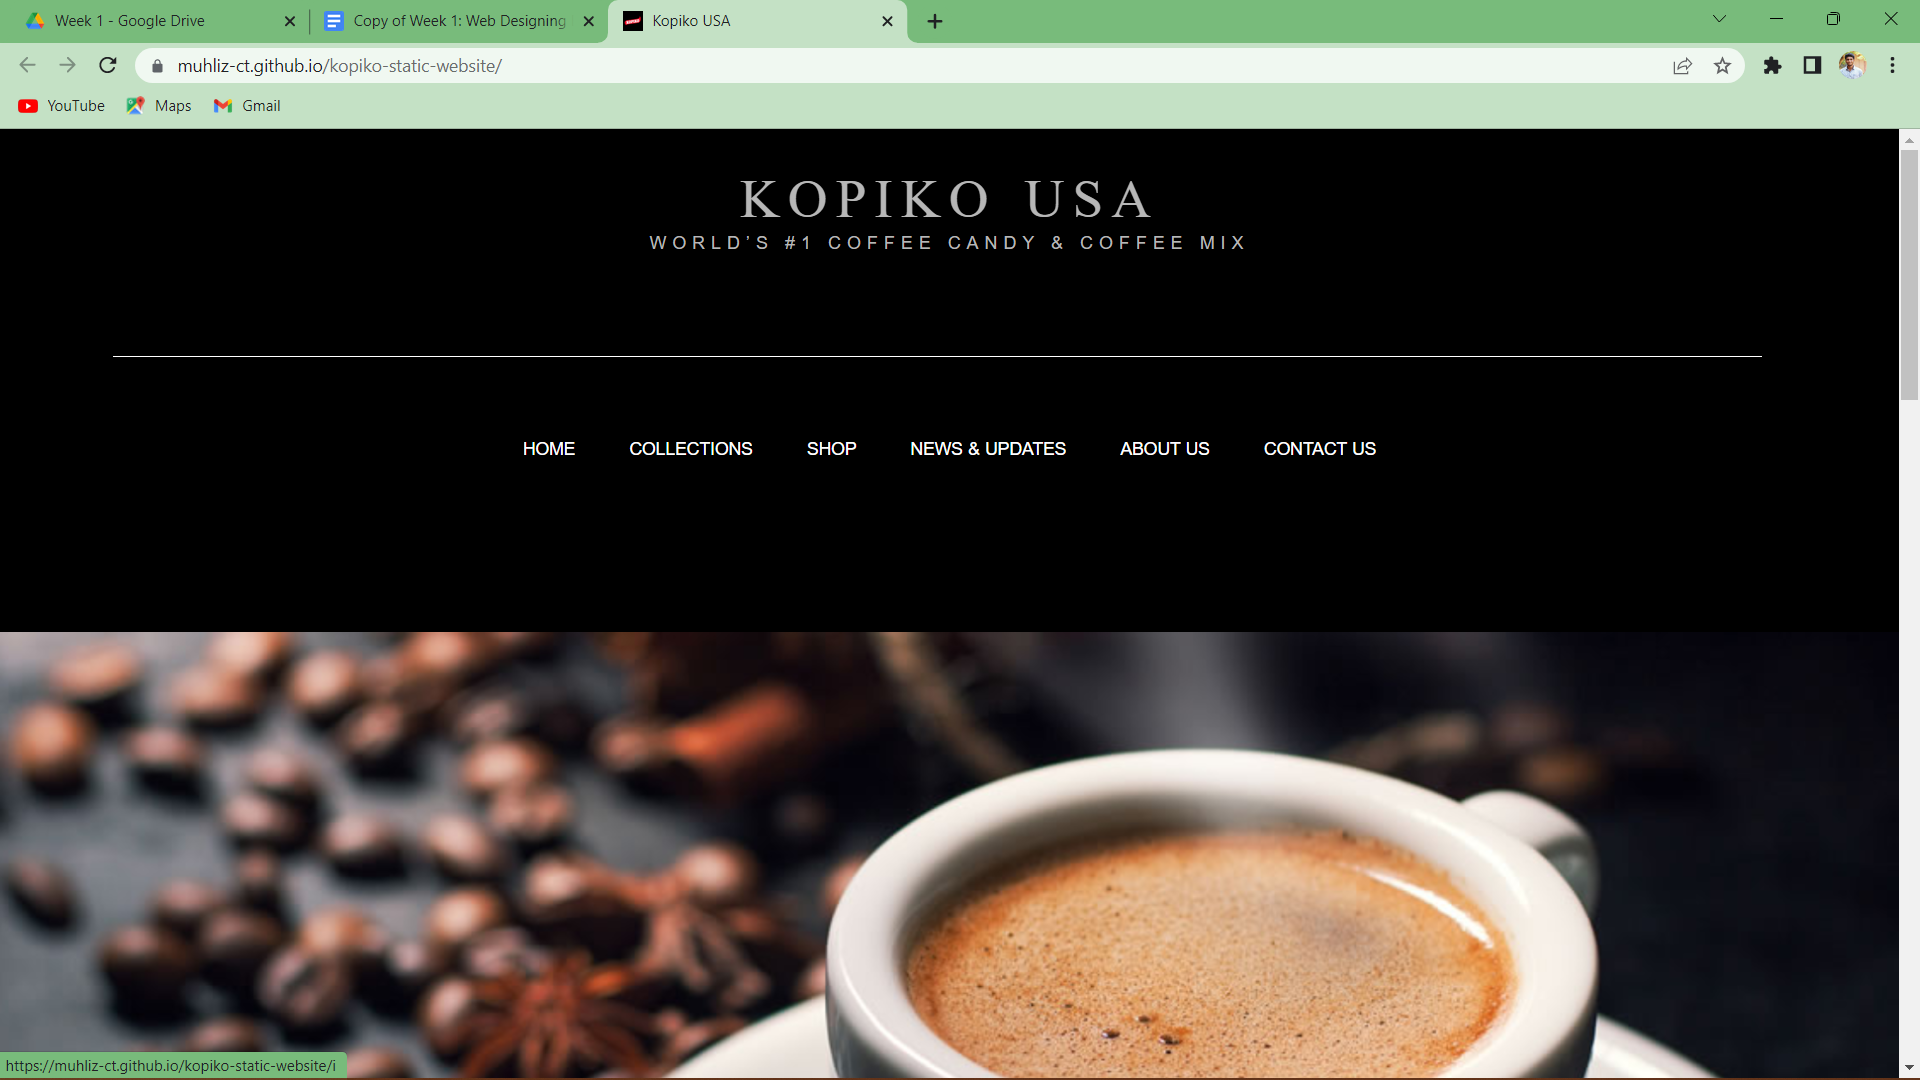 Week 1 - Google Drive
Copy of Week 1: Web Designing
Kopiko USA
muhliz-ct.github.io/kopiko-static-website/
YouTube
Maps
Gmail
KOPIKO USA
WORLD'S #1 COFFEE CANDY & COFFEE MIX
HOME
COLLECTIONS
SHOP
NEWS & UPDATES
ABOUT US
CONTACT US
https://muhliz-ct.github.io/kopiko-static-website/i